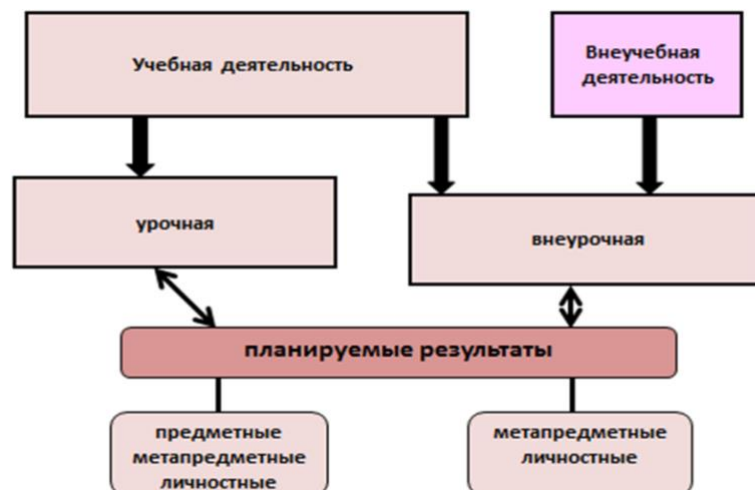 Учебная деятельность
Внеучебная
деятельность
урочная
внеурочная
планируемые результаты
предметные
метапредметные
личностные
метапредметные
личностные